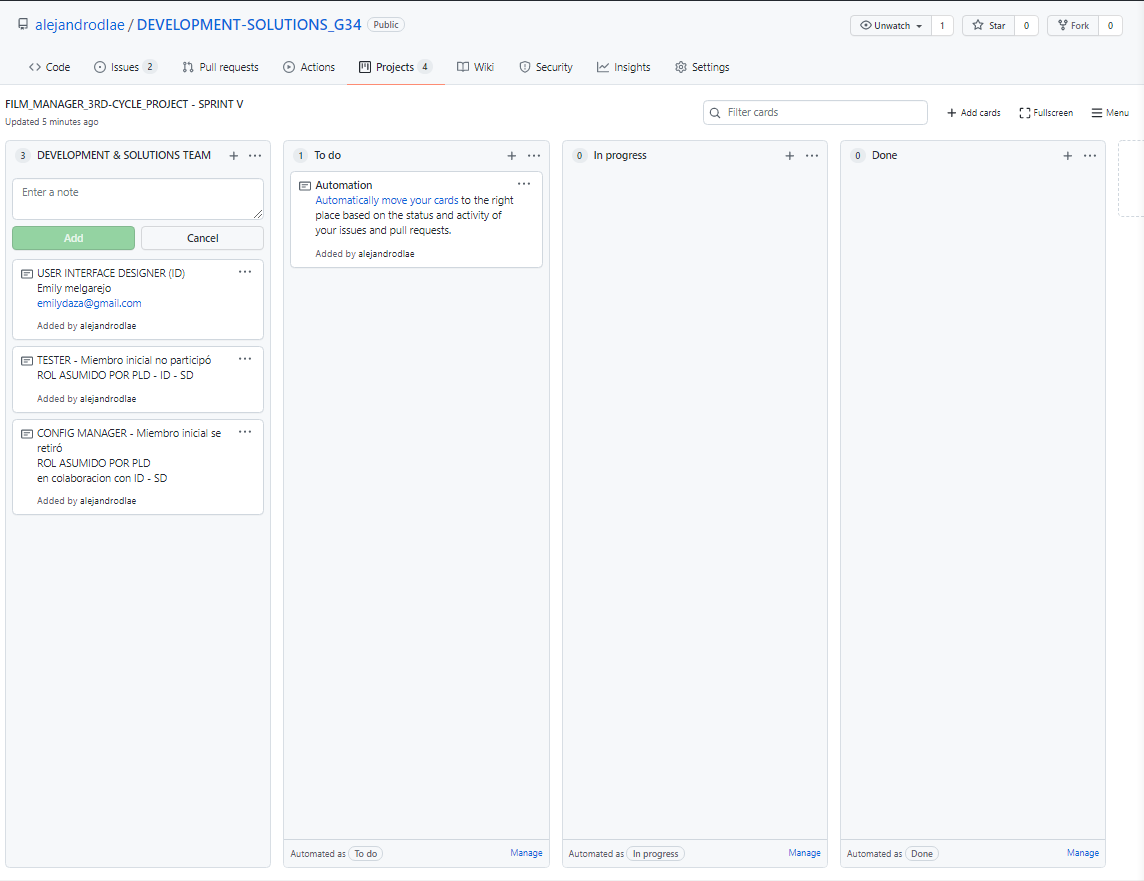 alejandrodlae / DEVELOPMENT-SOLUTIONS_G34 Public
Unwatch 1 Star 0 Fork 0
Code Issues 2 Pull requests Actions Projects 4 Wiki Security Insights Settings
FILM_MANAGER_3RD-CYCLE_PROJECT - SPRINT V
Updated 5 minutes ago
Filter cards
Add cards Fullscreen Menu
3 DEVELOPMENT & SOLUTIONS TEAM
Enter a note
Add Cancel
USER INTERFACE DESIGNER (ID)
Emily melgarejo
emilydaza@gmail.com
Added by alejandrodlae
TESTER - Miembro inicial no participó
ROL ASUMIDO POR PLD - ID - SD
Added by alejandrodlae
CONFIG MANAGER - Miembro inicial se
retiró
ROL ASUMIDO POR PLD
en colaboracion con ID - SD
Added by alejandrodlae
1 To do
Automation
Automatically move your cards to the right
place based on the status and activity of
your issues and pull requests.
Added by alejandrodlae
Automated as To do Manage
0 In progress
Automated as In progress Manage
0 Done
Automated as Done Manage